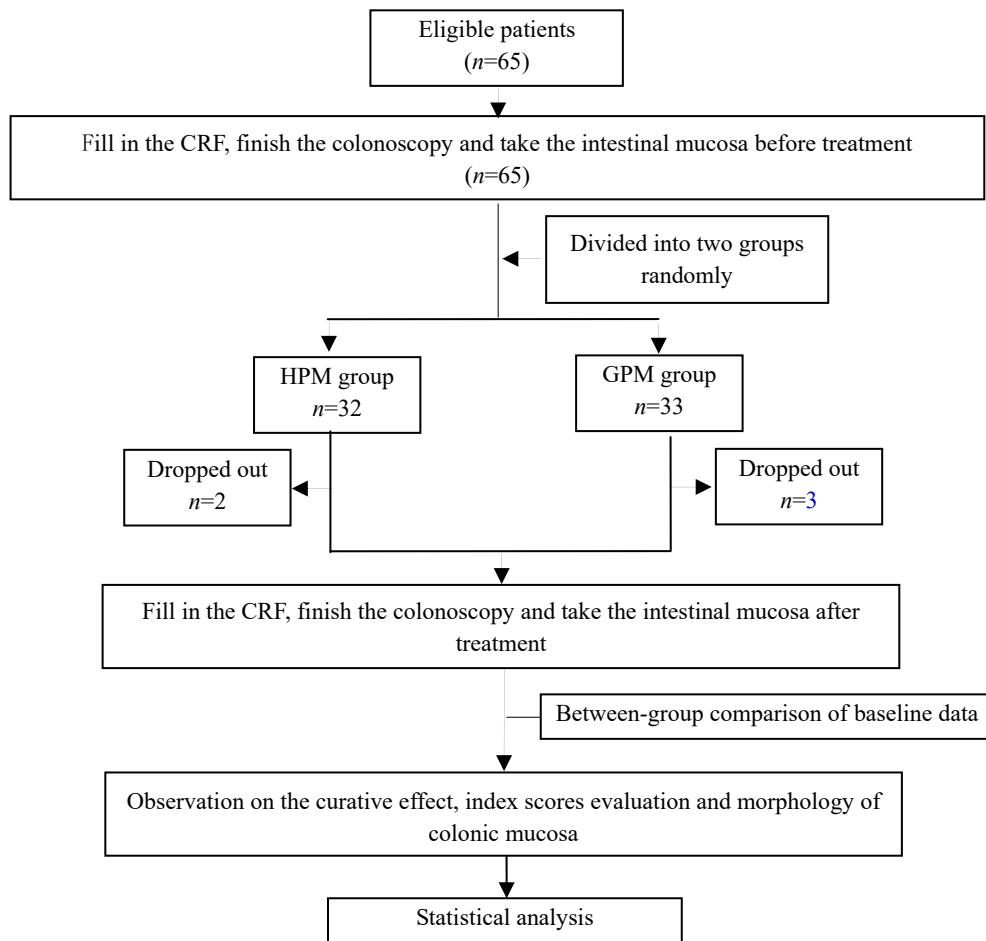 Eligible patients
(n=65)
Fill in the CRF, finish the colonoscopy and take the intestinal mucosa before treatment
(n=65)
Divided into two groups
randomly
HPM group
n=32
GPM group
n=33
Dropped out
n=2
Dropped out
n=3
Fill in the CRF, finish the colonoscopy and take the intestinal mucosa after
treatment
Between-group comparison of baseline data
Observation on the curative effect, index scores evaluation and morphology of
colonic mucosa
Statistical analysis